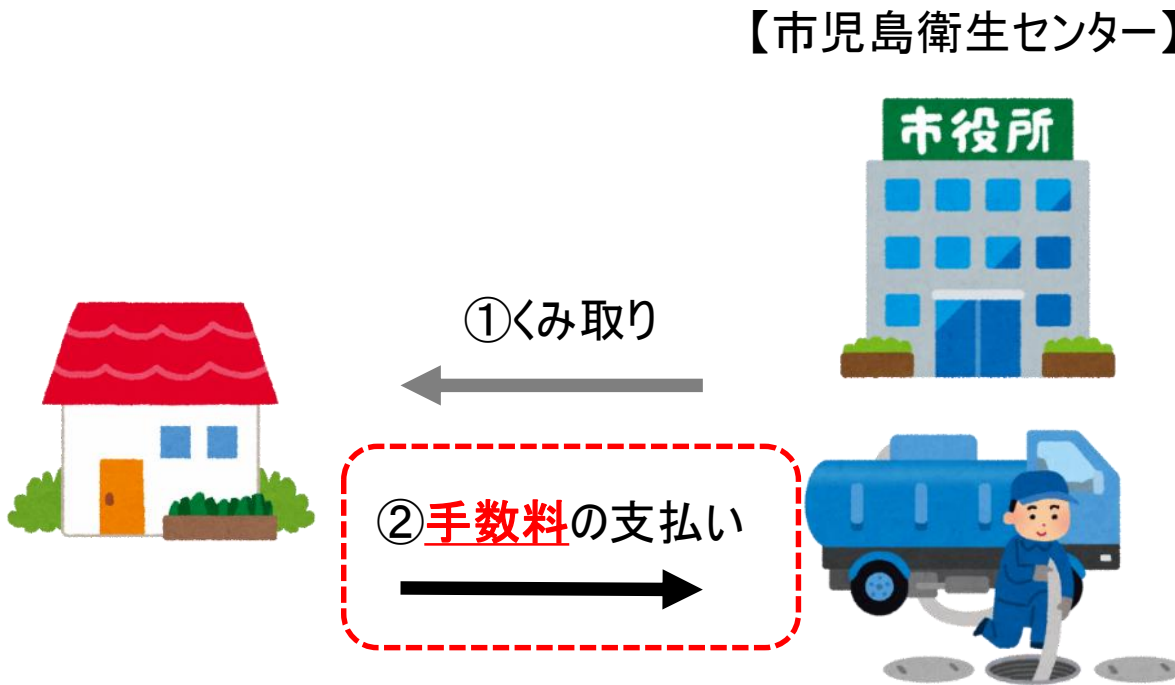 【市児島衛生センター】
市役所
①くみ取り
②手数料の支払い